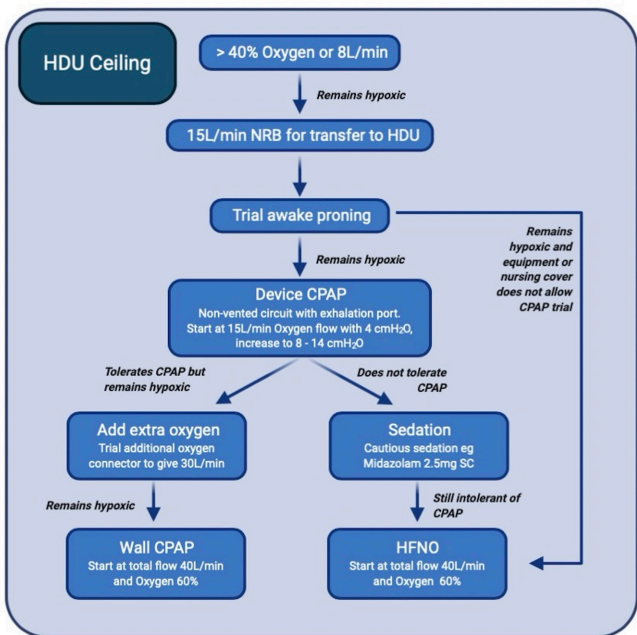 HDU Ceiling
> 40% Oxygen or 8L/min
Remains hypoxic
15L/min NRB for transfer to HDU
Trial awake proning
Remains
hypoxic and
equipment or
nursing cover
does not allow
CPAP trial
Remains hypoxic
Device CPAP
Non-vented circuit with exhalation port.
Start at 15L/min Oxygen flow with 4 cmH₂O,
increase to 8 - 14 cmH₂O
Tolerates CPAP but
remains hypoxic
Does not tolerate
CPAP
Add extra oxygen
Trial additional oxygen
connector to give 30L/min
Sedation
Cautious sedation eg
Midazolam 2.5mg SC
Remains hypoxic
Still intolerant of
CPAP
Wall CPAP
Start at total flow 40L/min
and Oxygen 60%
HFNO
Start at total flow 40L/min
and Oxygen 60%